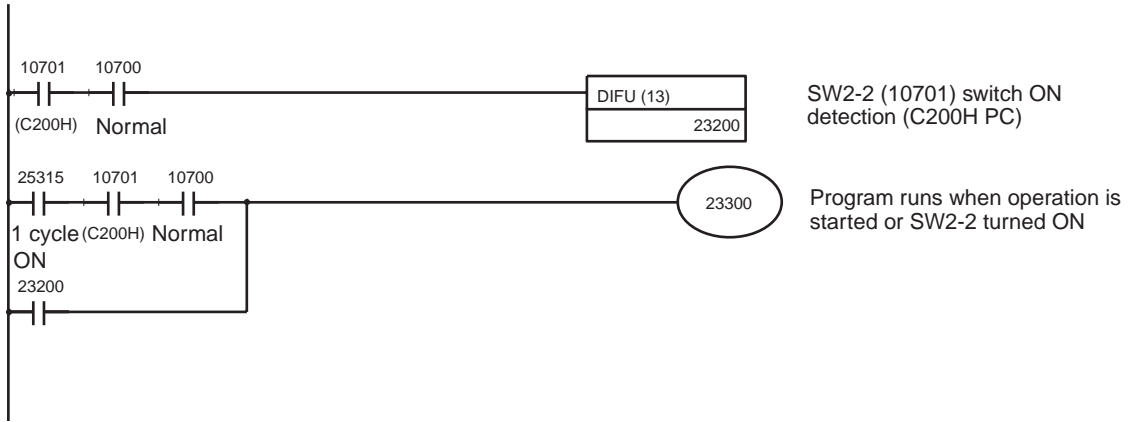 10701 10700
DIFU (13)
23200
SW2-2 (10701) switch ON
detection (C200H PC)
(C200H) Normal
25315 10701 10700
23300
Program runs when operation is
started or SW2-2 turned ON
1 cycle (C200H) Normal
ON
23200